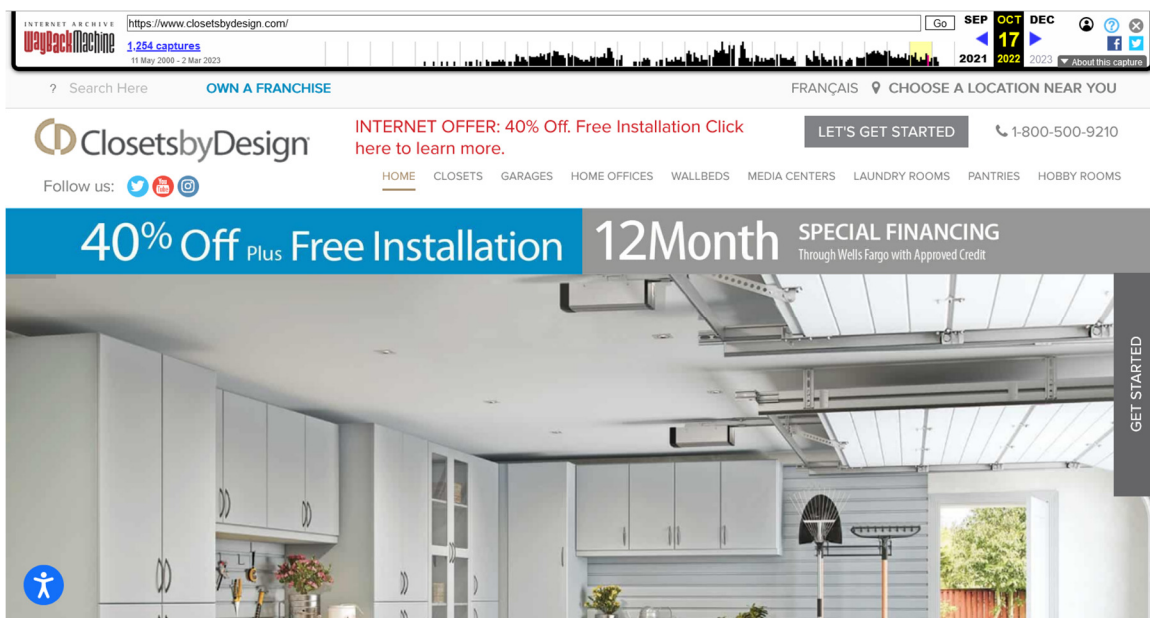 INTERNET ARCHIVE
WayBackMachine
https://www.closetsbydesign.com/
Go
1,254 captures
11 May 2000 - 2 Mar 2023
SEP OCT DEC
17
2021 2022 2023
f
About this capture
? Search Here
OWN A FRANCHISE
FRANÇAIS
CHOOSE A LOCATION NEAR YOU
ClosetsbyDesign
INTERNET OFFER: 40% Off. Free Installation Click
here to learn more.
LET'S GET STARTED
1-800-500-9210
Follow us:
You
Tube
HOME CLOSETS GARAGES HOME OFFICES WALLBEDS MEDIA CENTERS LAUNDRY ROOMS PANTRIES HOBBY ROOMS
40% Off Plus Free Installation
12Month
SPECIAL FINANCING
Through Wells Fargo with Approved Credit
GET STARTED